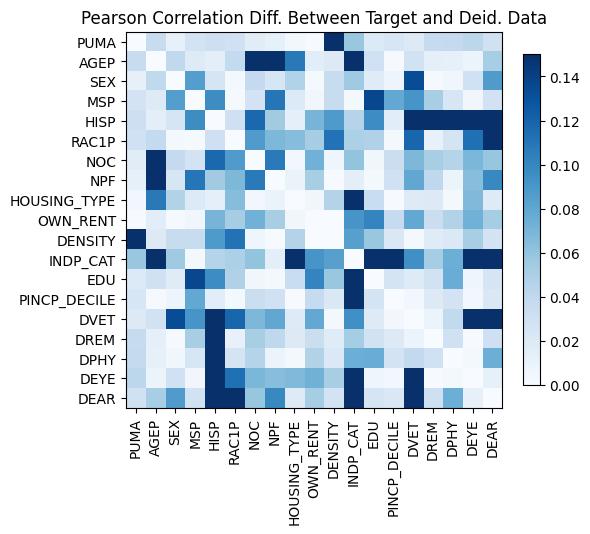 Pearson Correlation Diff. Between Target and Deid. Data
PUMA
AGEP
SEX
MSP
HISP
RAC1P
NOC
NPF
HOUSING_TYPE
OWN_RENT
DENSITY
INDP_CAT
EDU
PINCP_DECILE
DVET
DREM
DPHY
DEYE
DEAR
PUMA
AGEP
SEX
MSP
HISP
RAC1P
NOC
NPF
HOUSING_TYPE
OWN_RENT
DENSITY
INDP_CAT
EDU
PINCP_DECILE
DVET
DREM
DPHY
DEYE
DEAR
0.14
0.12
0.10
0.08
0.06
0.04
0.02
0.00